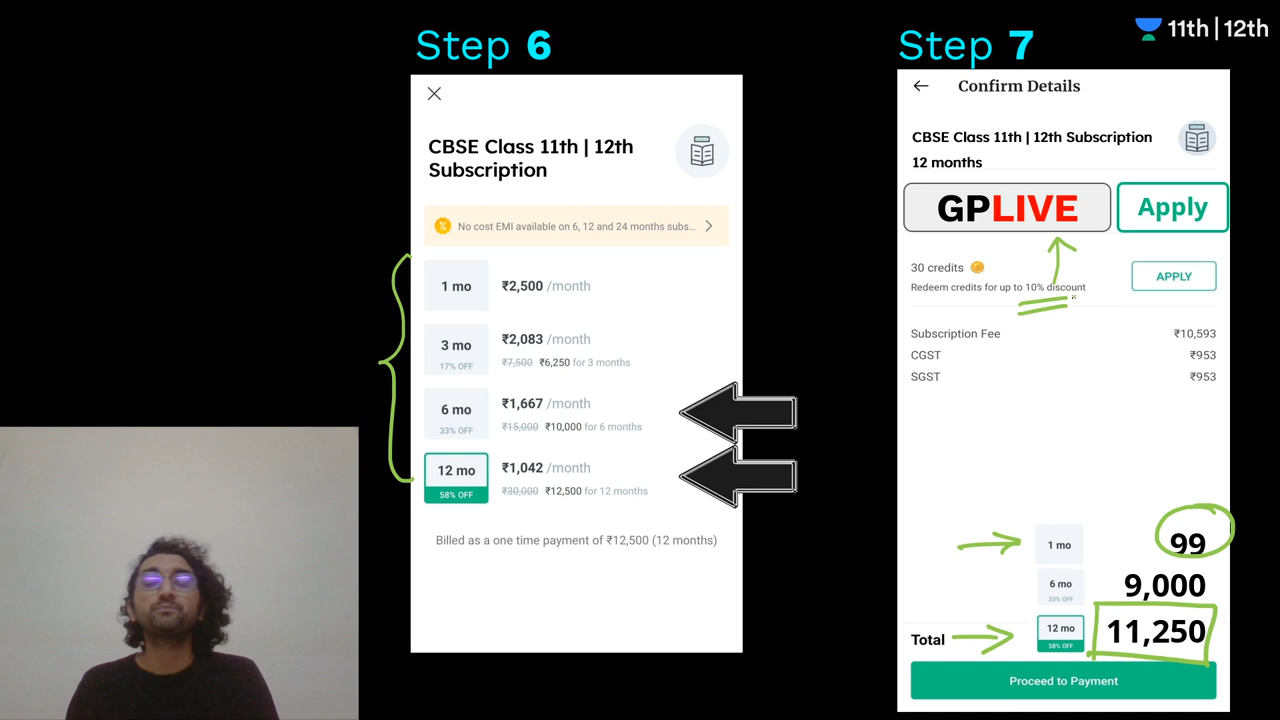 Step 6
Step 7
11th | 12th
CBSE Class 11th | 12th
Subscription
No cost EMI available on 6, 12 and 24 months subs...
1 mo
₹2,500 /month
3 mo
17% OFF
₹2,083 /month
₹7,500 ₹6,250 for 3 months
6 mo
33% OFF
₹1,667 /month
₹15,000 ₹10,000 for 6 months
12 mo
58% OFF
₹1,042 /month
₹30,000 ₹12,500 for 12 months
Billed as a one time payment of ₹12,500 (12 months)
Confirm Details
CBSE Class 11th | 12th Subscription
12 months
GPLIVE
Apply
30 credits
Redeem credits for up to 10% discount
APPLY
Subscription Fee ₹10,593
CGST ₹953
SGST ₹953
1 mo 99
6 mo 9,000
33% OFF
Total 12 mo 11,250
58% OFF
Proceed to Payment